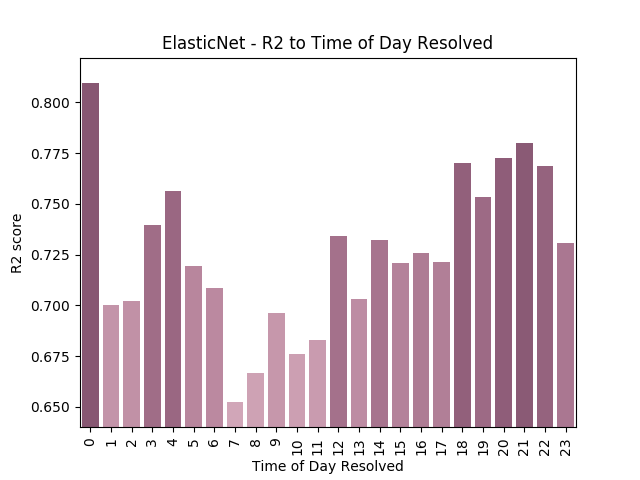 ElasticNet - R2 to Time of Day Resolved
0.800
0.775
0.750
0.725
0.700
0.675
0.650
R2 score
0 1 2 3 4 5 6 7 8 9 10 11 12 13 14 15 16 17 18 19 20 21 22 23
Time of Day Resolved